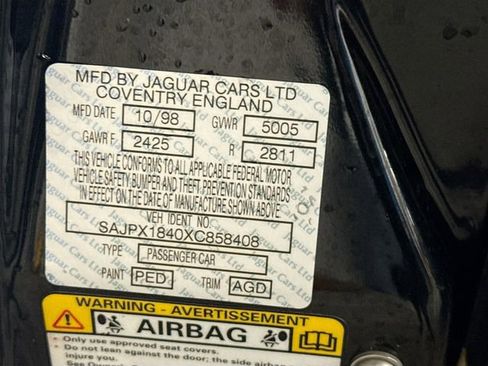 MFD BY JAGUAR CARS LTD
COVENTRY, ENGLAND
MFD DATE 10/98 GVWR 5005
GAWR F. 2425 R 2811
THIS VEHICLE CONFORMS TO ALL APPLICABLE FEDERAL MOTOR
VEHICLE SAFETY, BUMPER AND THEFT PREVENTION STANDARDS
IN EFFECT ON THE DATE OF MANUFACTURE SHOWN ABOVE
VEH IDENT NO.
SAJPX1840XC858408
TYPE PASSENGER CAR
PAINT PED TRIM AGD
WARNING - AVERTISSEMENT
AIRBAG
• Only use approved seat covers.
• Do not lean against the door; the side airbag
injure you.
See